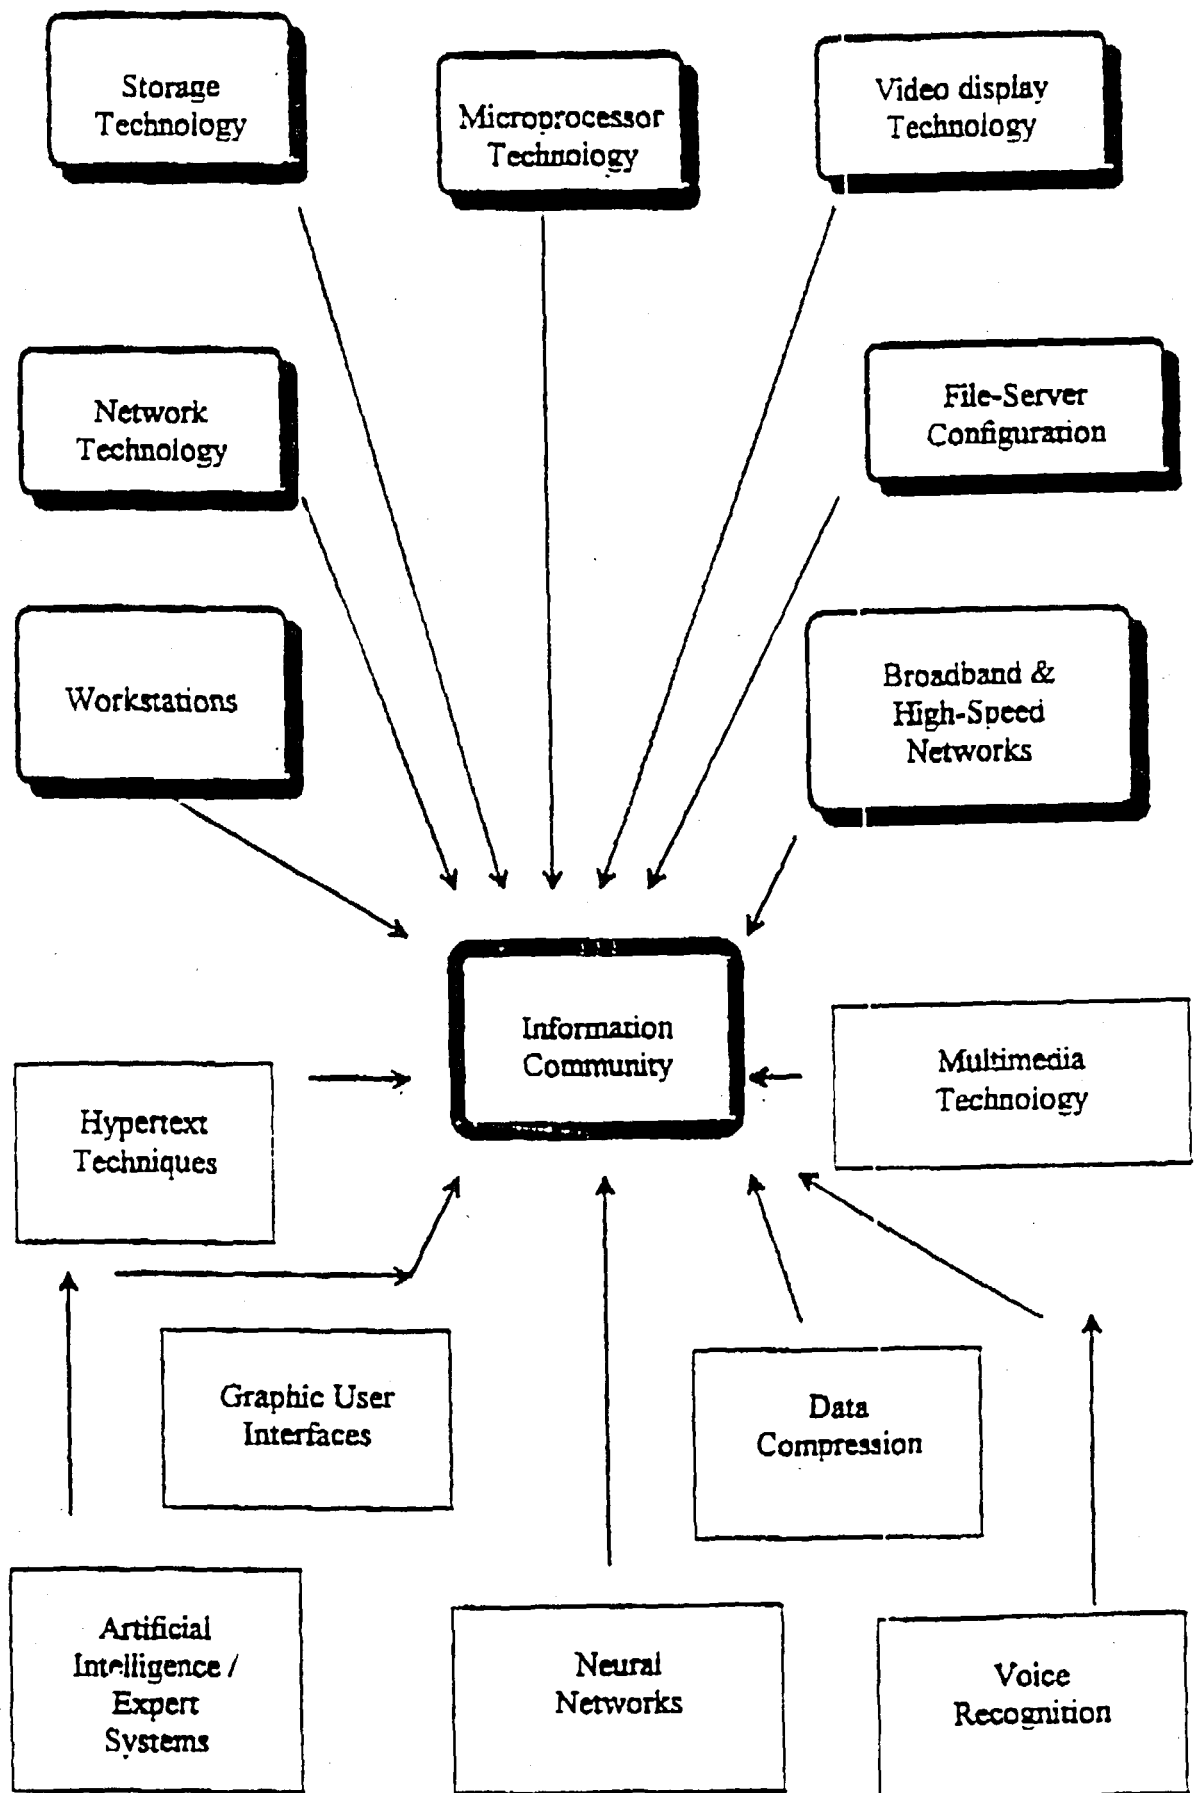 Storage
Technology
Microprocessor
Technology
Video display
Technology
Network
Technology
File-Server
Configuration
Workstations
Broadband &
High-Speed
Networks
Information
Community
Multimedia
Technology
Hypertext
Techniques
Graphic User
Interfaces
Data
Compression
Artificial
Intelligence /
Expert
Systems
Neural
Networks
Voice
Recognition